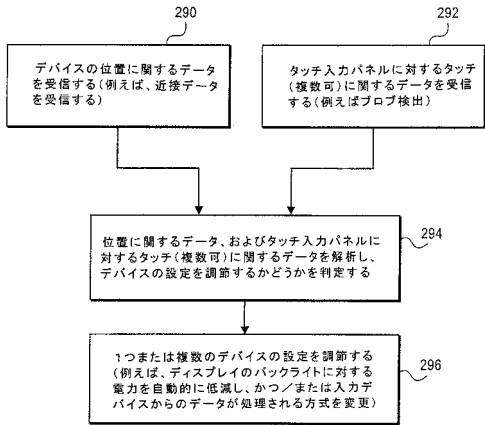 290
デバイスの位置に関するデータ
を受信する(例えば、近接データ
を受信する)
292
タッチ入力パネルに対するタッチ
(複数可)に関するデータを受信
する(例えばブロブ検出)
294
位置に関するデータ、およびタッチ入力パネルに
対するタッチ(複数可)に関するデータを解析し、
デバイスの設定を調節するかどうかを判定する
296
1つまたは複数のデバイスの設定を調節する
(例えば、ディスプレイのバックライトに対する
電力を自動的に低減し、かつ/または入力デ
バイスからのデータが処理される方式を変更)